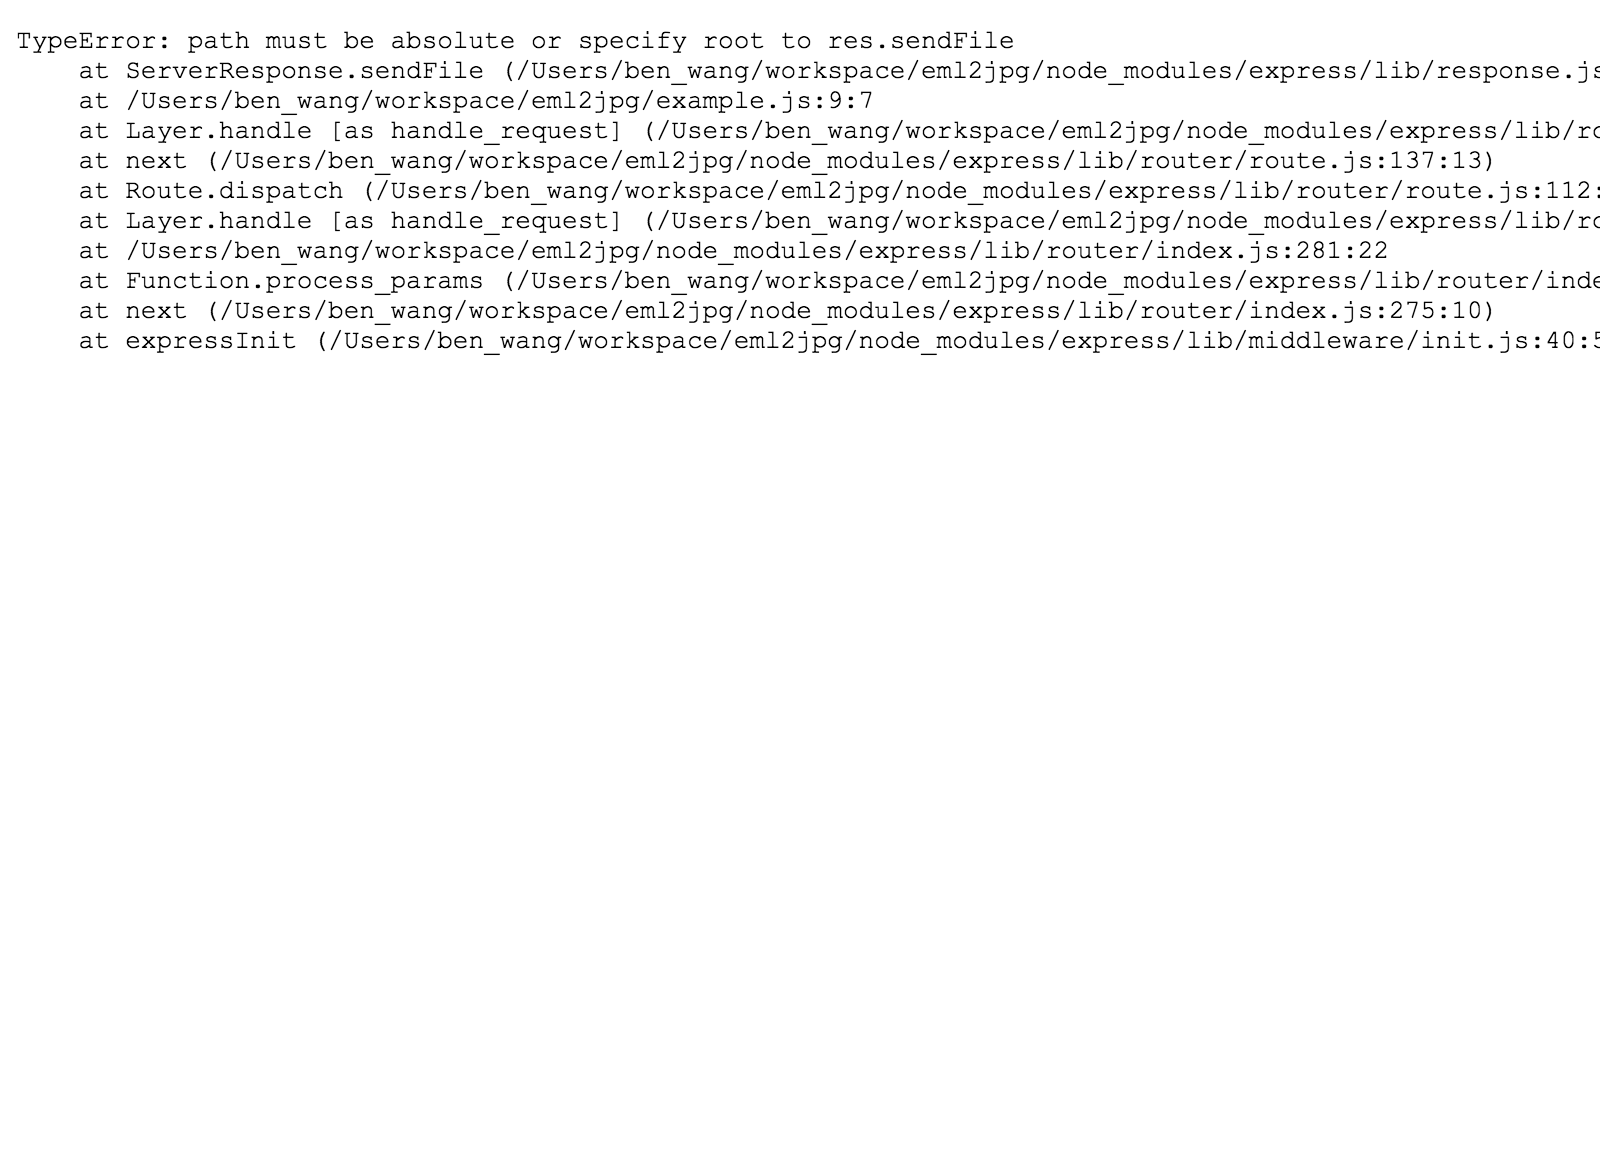 TypeError: path must be absolute or specify root to res.sendFile
    at ServerResponse.sendFile (/Users/ben_wang/workspace/eml2jpg/node_modules/express/lib/response.js
    at /Users/ben_wang/workspace/eml2jpg/example.js:9:7
    at Layer.handle [as handle_request] (/Users/ben_wang/workspace/eml2jpg/node_modules/express/lib/ro
    at next (/Users/ben_wang/workspace/eml2jpg/node_modules/express/lib/router/route.js:137:13)
    at Route.dispatch (/Users/ben_wang/workspace/eml2jpg/node_modules/express/lib/router/route.js:112:
    at Layer.handle [as handle_request] (/Users/ben_wang/workspace/eml2jpg/node_modules/express/lib/ro
    at /Users/ben_wang/workspace/eml2jpg/node_modules/express/lib/router/index.js:281:22
    at Function.process_params (/Users/ben_wang/workspace/eml2jpg/node_modules/express/lib/router/inde
    at next (/Users/ben_wang/workspace/eml2jpg/node_modules/express/lib/router/index.js:275:10)
    at expressInit (/Users/ben_wang/workspace/eml2jpg/node_modules/express/lib/middleware/init.js:40:5